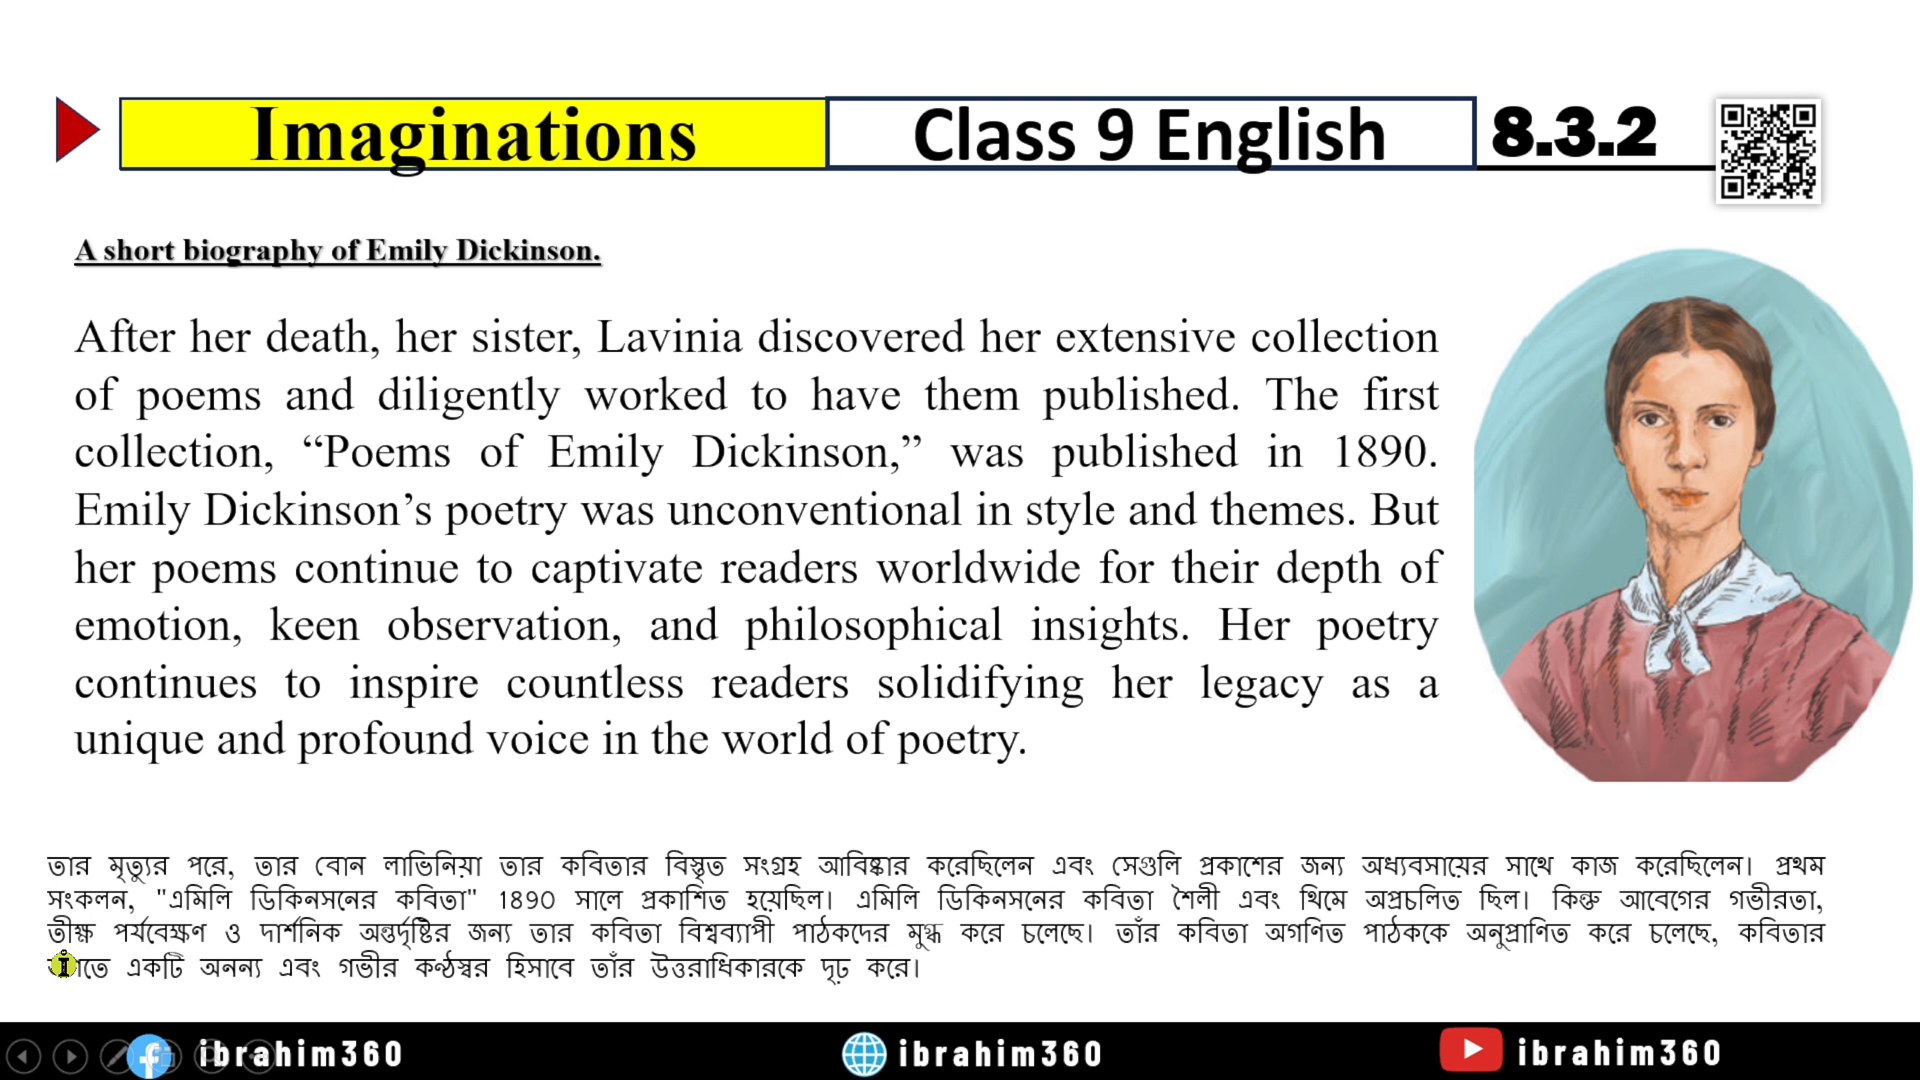 Imaginations
Class 9 English
8.3.2
A short biography of Emily Dickinson.
After her death, her sister, Lavinia discovered her extensive collection
of poems and diligently worked to have them published. The first
collection, “Poems of Emily Dickinson,” was published in 1890.
Emily Dickinson’s poetry was unconventional in style and themes. But
her poems continue to captivate readers worldwide for their depth of
emotion, keen observation, and philosophical insights. Her poetry
continues to inspire countless readers solidifying her legacy as a
unique and profound voice in the world of poetry.
তার মৃত্যুর পরে, তার বোন লাভিনিয়া তার কবিতার বিস্তৃত সংগ্রহ আবিষ্কার করেছিলেন এবং সেগুলি প্রকাশের জন্য অধ্যবসায়ের সাথে কাজ করেছিলেন। প্রথম
সংকলন, "এমিলি ডিকিনসনের কবিতা" 1890 সালে প্রকাশিত হয়েছিল। এমিলি ডিকিনসনের কবিতা শৈলী এবং থিমে অপ্রচলিত ছিল। কিন্তু আবেগের গভীরতা,
তীক্ষ্ণ পর্যবেক্ষণ ও দার্শনিক অন্তর্দৃষ্টির জন্য তার কবিতা বিশ্বব্যাপী পাঠকদের মুগ্ধ করে চলেছে। তাঁর কবিতা অগণিত পাঠককে অনুপ্রাণিত করে চলেছে, কবিতার
একটি অনন্য এবং গভীর কণ্ঠস্বর হিসাবে তাঁর উত্তরাধিকারকে দৃঢ় করে।
ibrahim360
ibrahim360
ibrahim360